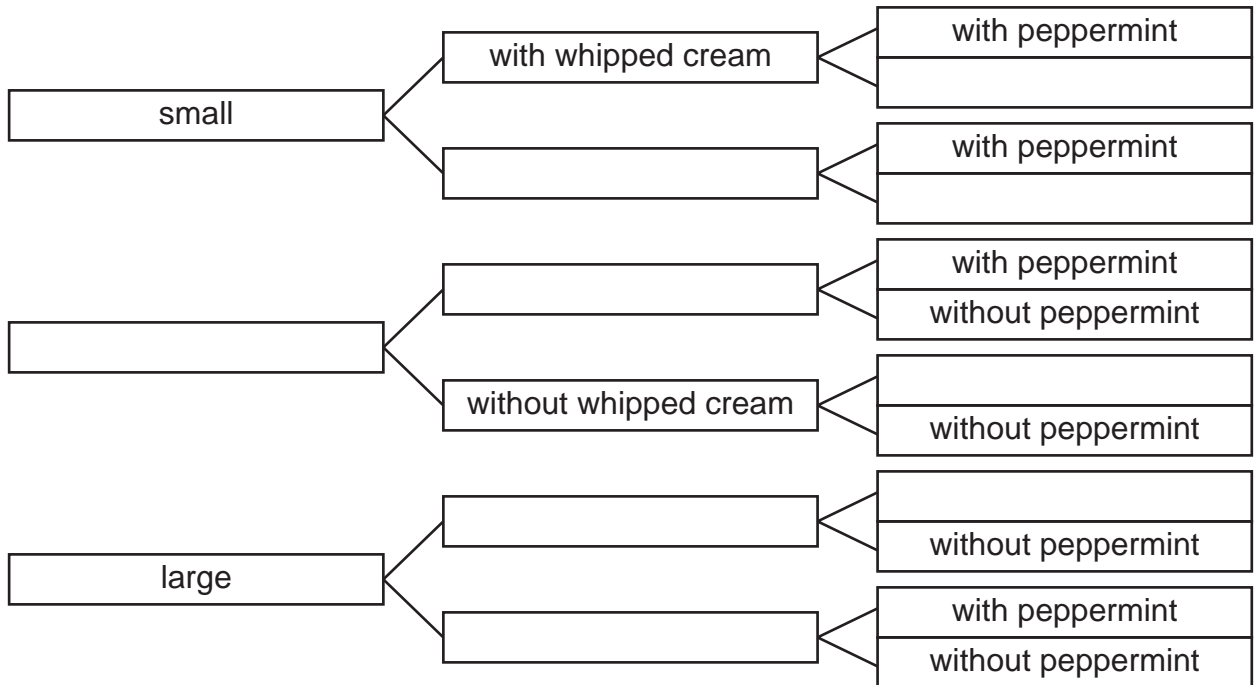 with peppermint
with whipped cream
small
with peppermint
with peppermint
without peppermint
without whipped cream
without peppermint
without peppermint
large
with peppermint
without peppermint